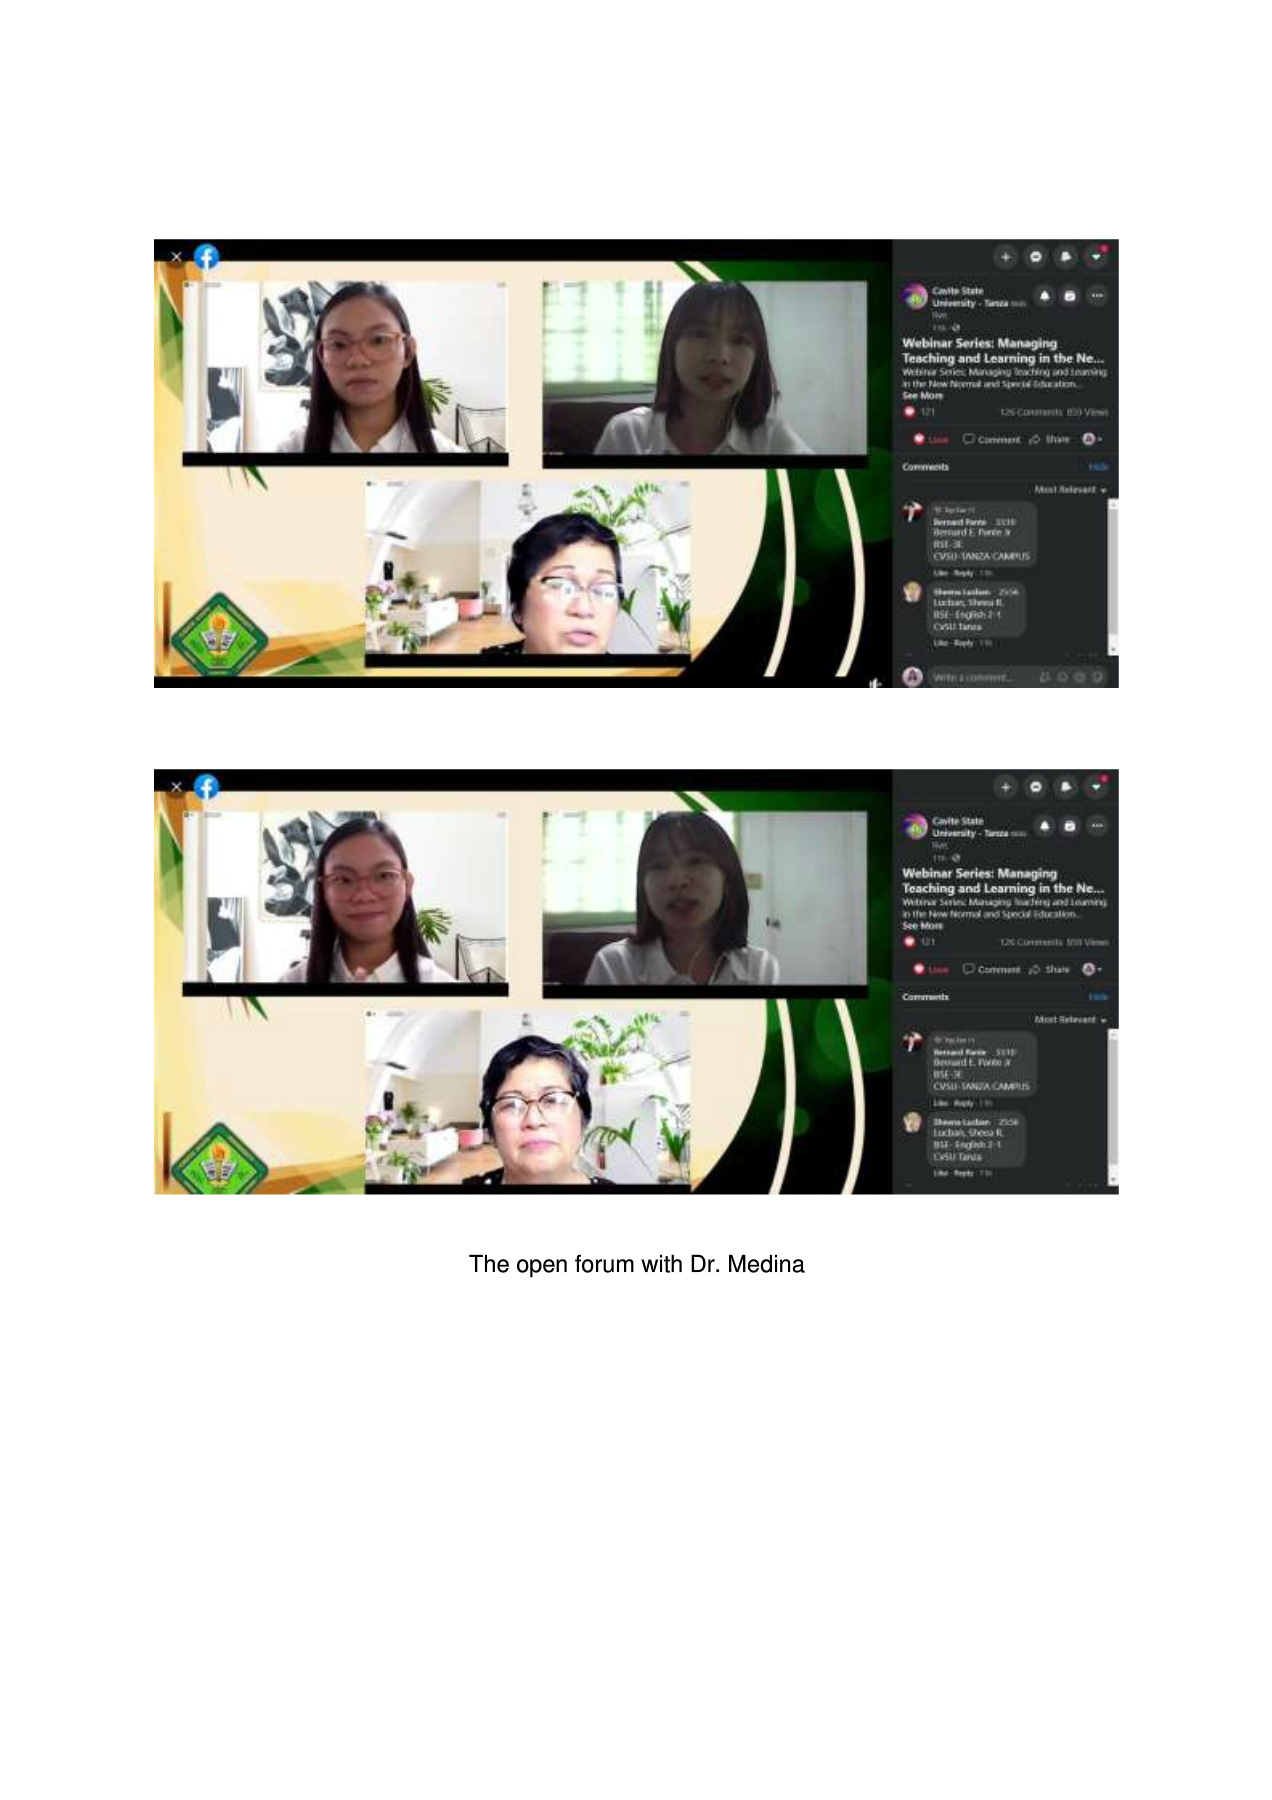 Cavite State
University - Tanza was
live.
11h
Webinar Series: Managing
Teaching and Learning in the Ne...
Webinar Series: Managing Teaching and Learning
in the New Normal and Special Education...
See More
121 126 Comments 859 Views
Love Comment Share
Comments Hide
Most Relevant
Top Fan
Bernard Pante 33:10
Bernard E. Pante Jr
BSE-3E
CVSU-TANZA CAMPUS
Like Reply 11h
Sheena Lucban 25:56
Lucban, Sheea R.
BSE- English 2-1
CVSU Tanza
Like Reply 11h
Write a comment...
Cavite State
University - Tanza was
live.
11h
Webinar Series: Managing
Teaching and Learning in the Ne...
Webinar Series: Managing Teaching and Learning
in the New Normal and Special Education...
See More
121 126 Comments 859 Views
Love Comment Share
Comments Hide
Most Relevant
Top Fan
Bernard Pante 33:10
Bernard E. Pante Jr
BSE-3E
CVSU-TANZA CAMPUS
Like Reply 11h
Sheena Lucban 25:56
Lucban, Sheea R.
BSE- English 2-1
CVSU Tanza
Like Reply 11h
The open forum with Dr. Medina